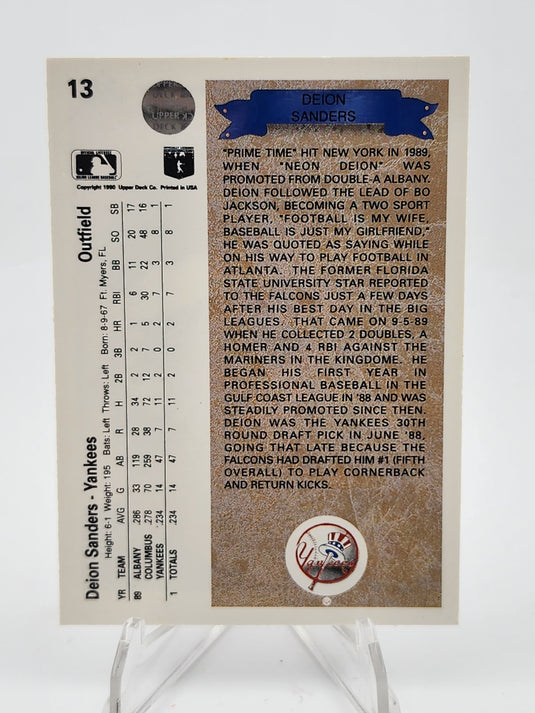 13
UPPER DECK
Copyright 1990 Upper Deck Co. Printed in USA
Deion Sanders - Yankees Outfield
Height: 6-1 Weight: 195 Bats: Left Throws: Left Born: 8-9-67 Ft. Myers, FL
YR TEAM AVG G AB R H 2B 3B HR RBI BB SO SB
89 ALBANY .286 33 119 28 34 2 2 1 6 11 20 17
COLUMBUS .278 70 259 38 72 12 7 5 30 22 48 16
YANKEES .234 14 47 7 11 2 0 2 7 3 8 1
1 TOTALS .234 14 47 7 11 2 0 2 7 3 8 1
DEION
SANDERS
"PRIME TIME" HIT NEW YORK IN 1989,
WHEN "NEON DEION" WAS
PROMOTED FROM DOUBLE-A ALBANY.
DEION FOLLOWED THE LEAD OF BO
JACKSON, BECOMING A TWO SPORT
PLAYER. "FOOTBALL IS MY WIFE,
BASEBALL IS JUST MY GIRLFRIEND,"
HE WAS QUOTED AS SAYING WHILE
ON HIS WAY TO PLAY FOOTBALL IN
ATLANTA. THE FORMER FLORIDA
STATE UNIVERSITY STAR REPORTED
TO THE FALCONS JUST A FEW DAYS
AFTER HIS BEST DAY IN THE BIG
LEAGUES. THAT CAME ON 9-5-89
WHEN HE COLLECTED 2 DOUBLES, A
HOMER AND 4 RBI AGAINST THE
MARINERS IN THE KINGDOME. HE
BEGAN HIS FIRST YEAR IN
PROFESSIONAL BASEBALL IN THE
GULF COAST LEAGUE IN '88 AND WAS
STEADILY PROMOTED SINCE THEN.
DEION WAS THE YANKEES 30TH
ROUND DRAFT PICK IN JUNE '88,
GOING THAT LATE BECAUSE THE
FALCONS HAD DRAFTED HIM #1 (FIFTH
OVERALL) TO PLAY CORNERBACK
AND RETURN KICKS.
Yankees